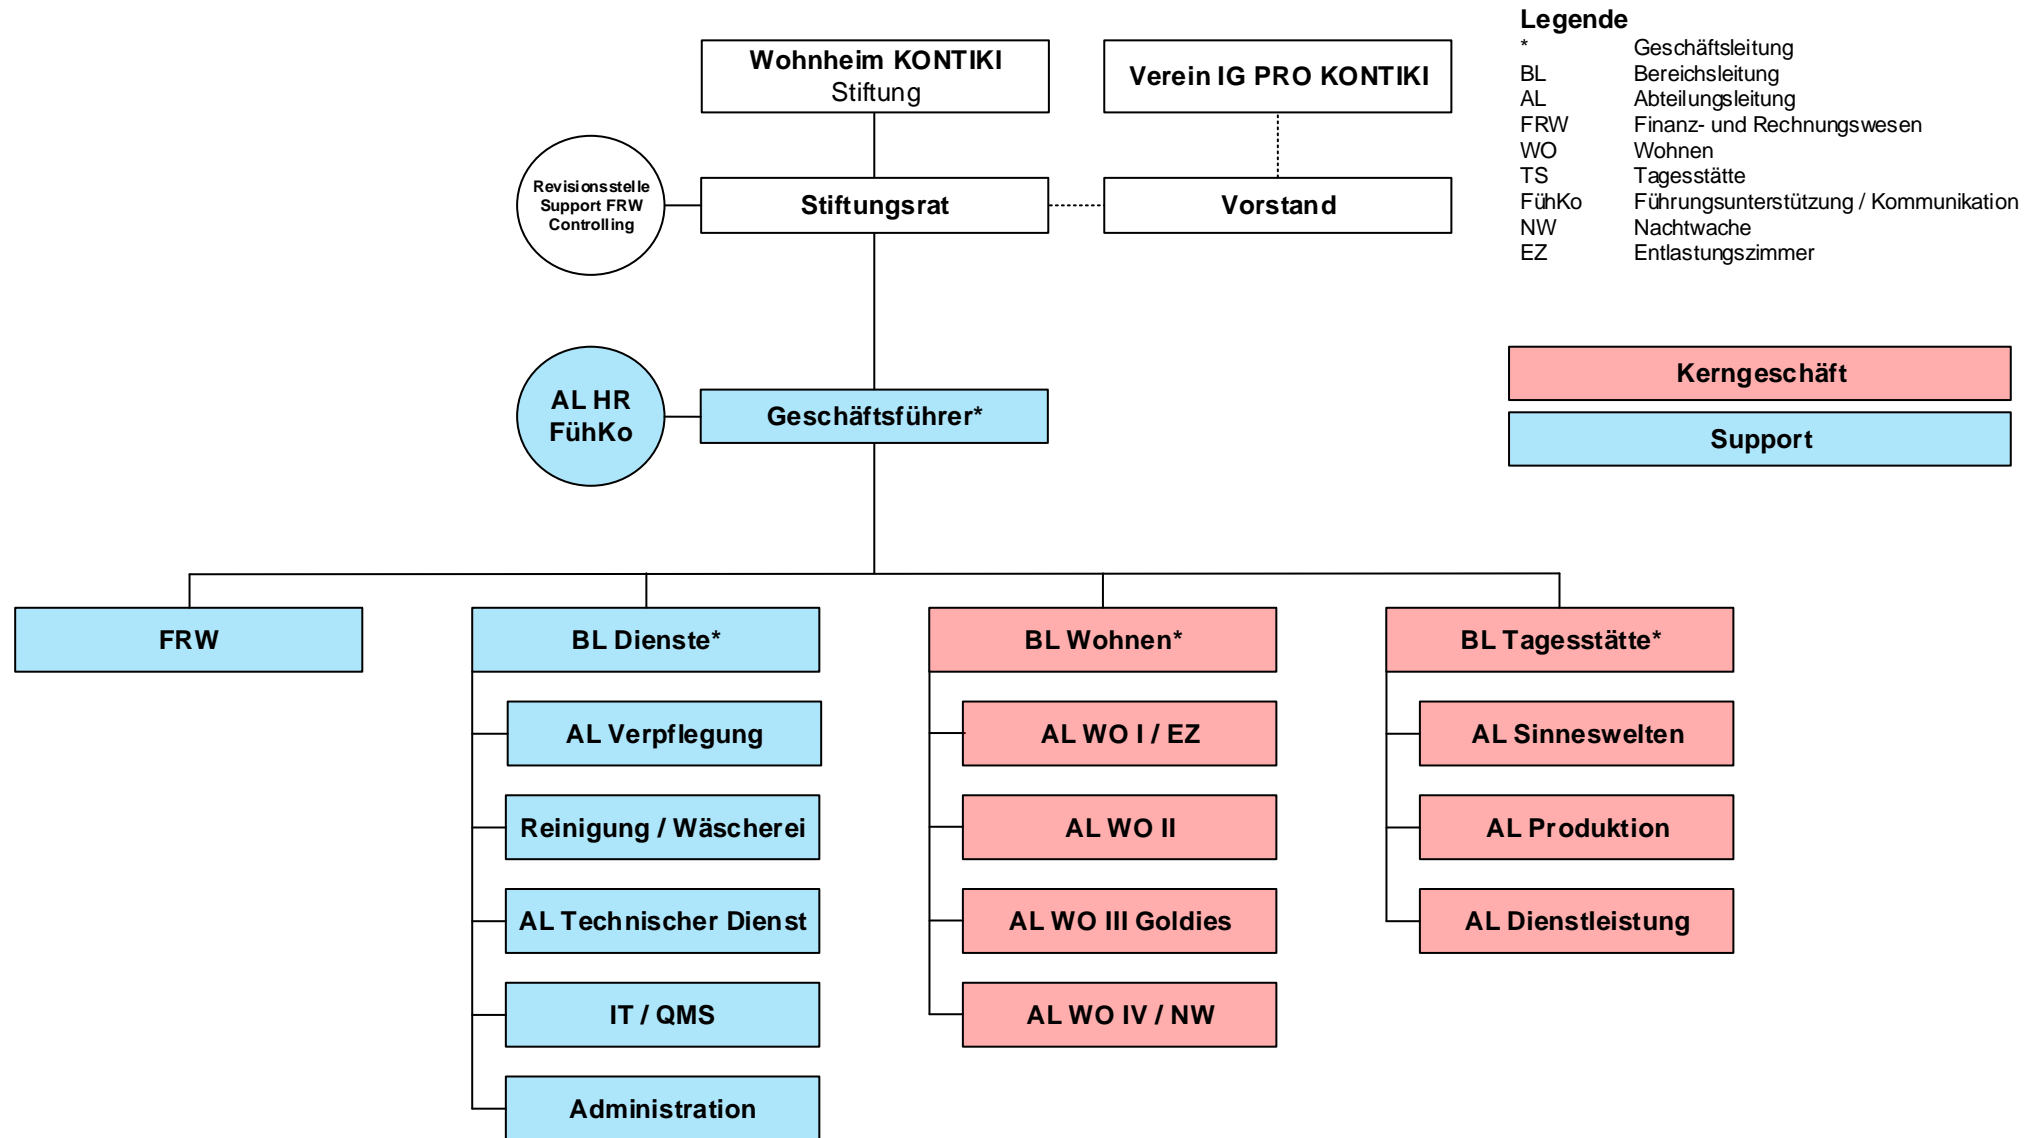 Wohnheim KONTIKI
Stiftung
Verein IG PRO KONTIKI
Legende
* Geschäftsleitung
BL Bereichsleitung
AL Abteilungsleitung
FRW Finanz- und Rechnungswesen
WO Wohnen
TS Tagesstätte
FühKo Führungsunterstützung / Kommunikation
NW Nachtwache
EZ Entlastungszimmer
Revisionsstelle
Support FRW
Controlling
Stiftungsrat
Vorstand
AL HR
FühKo
Geschäftsführer*
Kerngeschäft
Support
FRW
BL Dienste*
BL Wohnen*
BL Tagesstätte*
AL Verpflegung
AL WO I / EZ
AL Sinneswelten
Reinigung / Wäscherei
AL WO II
AL Produktion
AL Technischer Dienst
AL WO III Goldies
AL Dienstleistung
IT / QMS
AL WO IV / NW
Administration